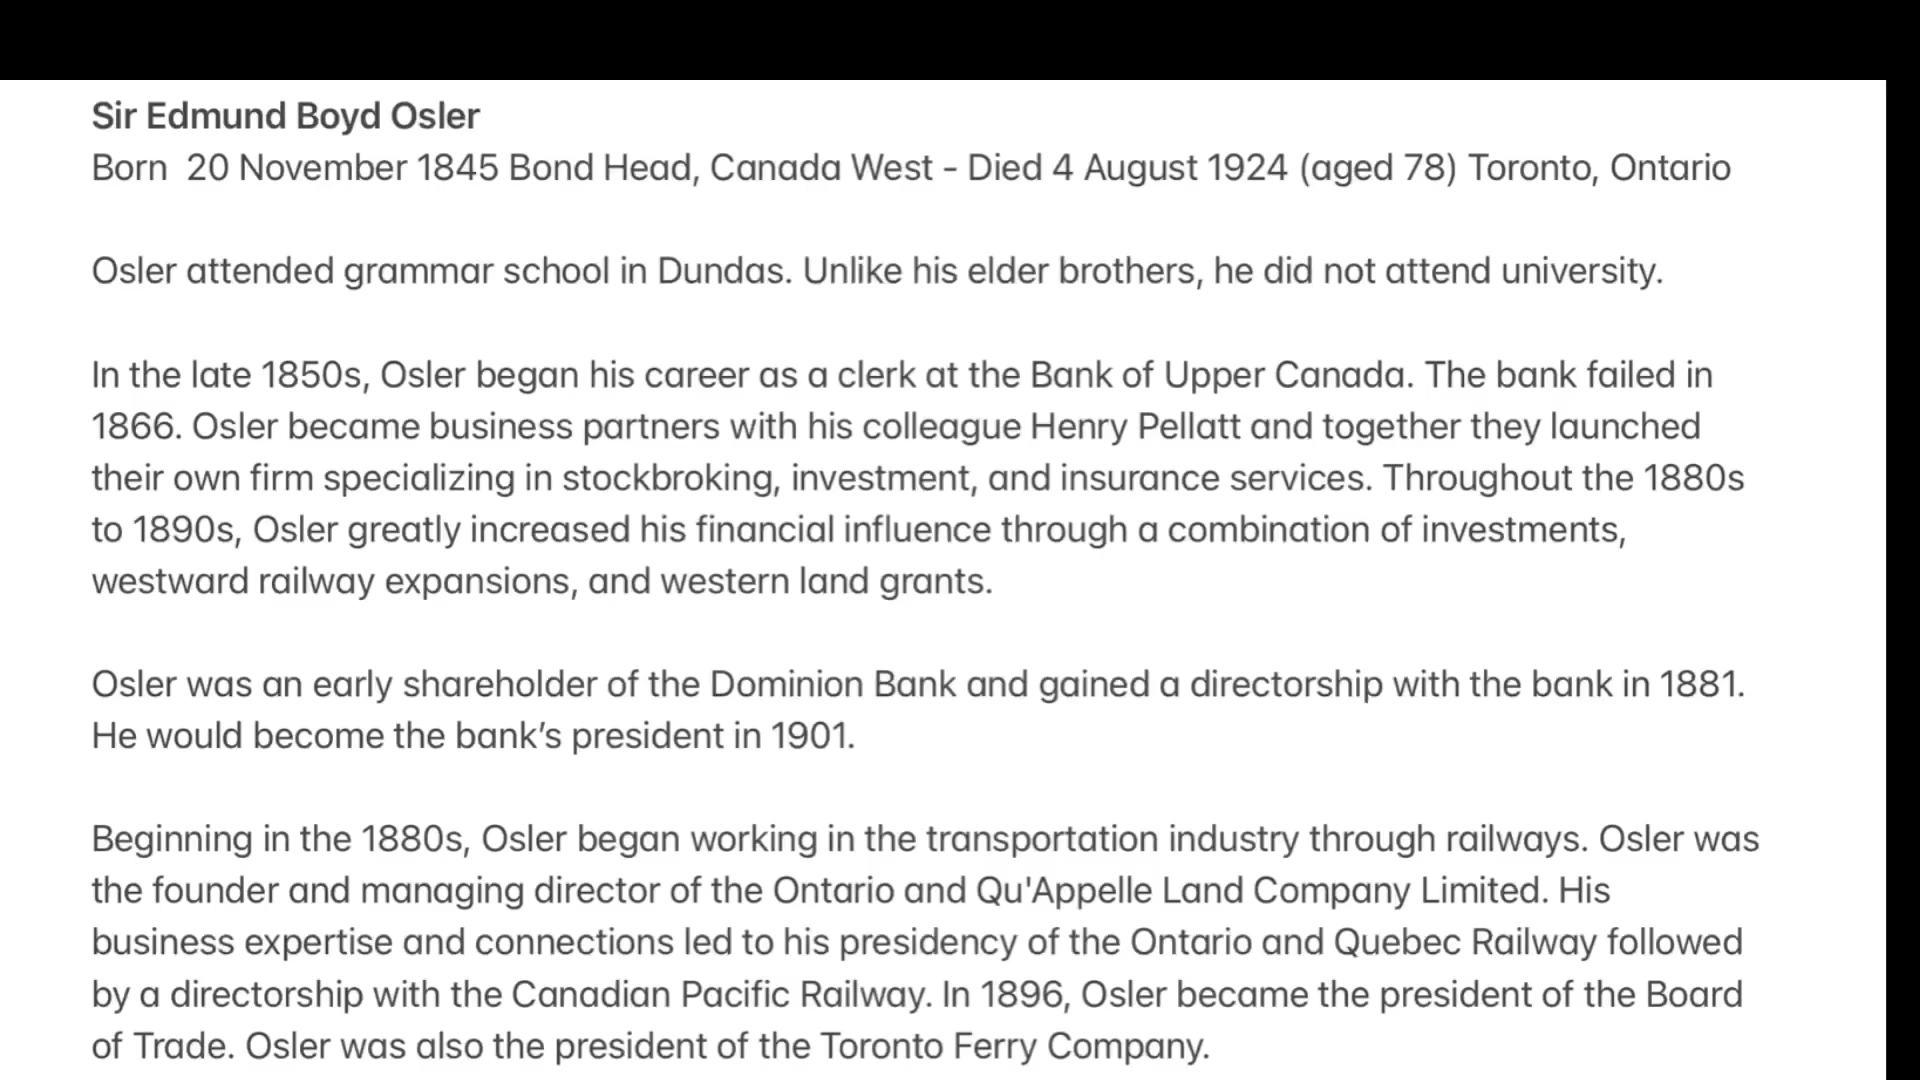 Sir Edmund Boyd Osler
Born  20 November 1845 Bond Head, Canada West - Died 4 August 1924 (aged 78) Toronto, Ontario
Osler attended grammar school in Dundas. Unlike his elder brothers, he did not attend university.
In the late 1850s, Osler began his career as a clerk at the Bank of Upper Canada. The bank failed in
1866. Osler became business partners with his colleague Henry Pellatt and together they launched
their own firm specializing in stockbroking, investment, and insurance services. Throughout the 1880s
to 1890s, Osler greatly increased his financial influence through a combination of investments,
westward railway expansions, and western land grants.
Osler was an early shareholder of the Dominion Bank and gained a directorship with the bank in 1881.
He would become the bank’s president in 1901.
Beginning in the 1880s, Osler began working in the transportation industry through railways. Osler was
the founder and managing director of the Ontario and Qu'Appelle Land Company Limited. His
business expertise and connections led to his presidency of the Ontario and Quebec Railway followed
by a directorship with the Canadian Pacific Railway. In 1896, Osler became the president of the Board
of Trade. Osler was also the president of the Toronto Ferry Company.